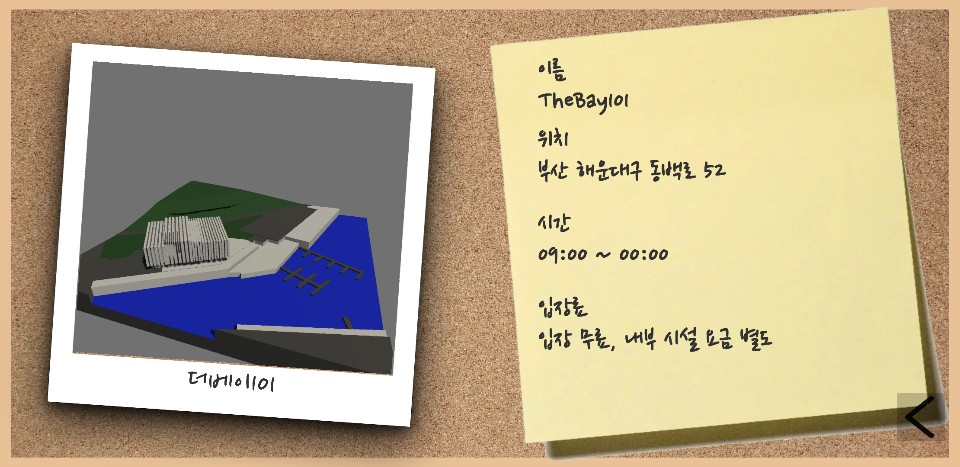 더베이101
이름
TheBay101
위치
부산 해운대구 동백로 52
시간
09:00 ~ 00:00
입장료
입장 무료, 내부 시설 요금 별도